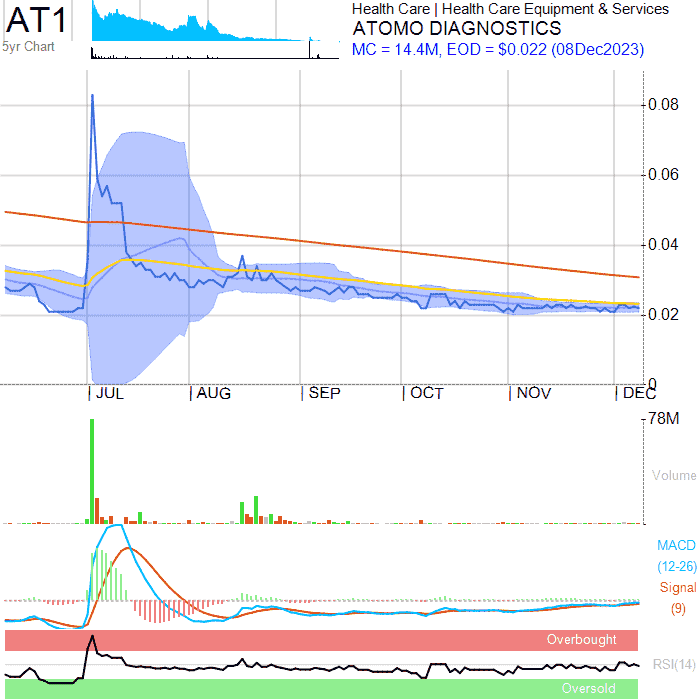 AT1
5yr Chart
Health Care | Health Care Equipment & Services
ATOMO DIAGNOSTICS
MC = 14.4M, EOD = $0.022 (08Dec2023)
0.08
0.06
0.04
0.02
0
JUL AUG SEP OCT NOV DEC
78M
Volume
MACD
(12-26)
Signal
(9)
Overbought
RSI(14)
Oversold